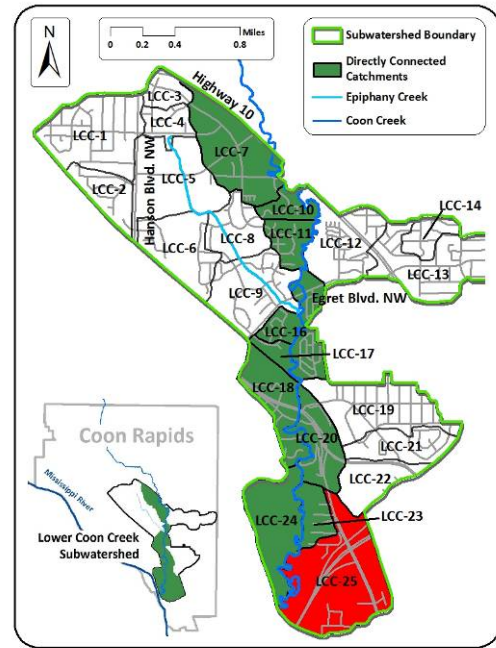 N
Miles
0 0.2 0.4 0.8
Subwatershed Boundary
Directly Connected
Catchments
Epiphany Creek
Coon Creek
Highway 10
LCC-3
LCC-4
LCC-1
LCC-7
LCC-5
LCC-2
Hanson Blvd. NW
LCC-10
LCC-14
LCC-11
LCC-12
LCC-8
LCC-6
LCC-13
LCC-9
Egret Blvd. NW
LCC-16
LCC-17
LCC-18
LCC-19
LCC-20
LCC-21
LCC-22
LCC-24
LCC-23
LCC-25
Coon Rapids
Mississippi River
Lower Coon Creek
Subwatershed